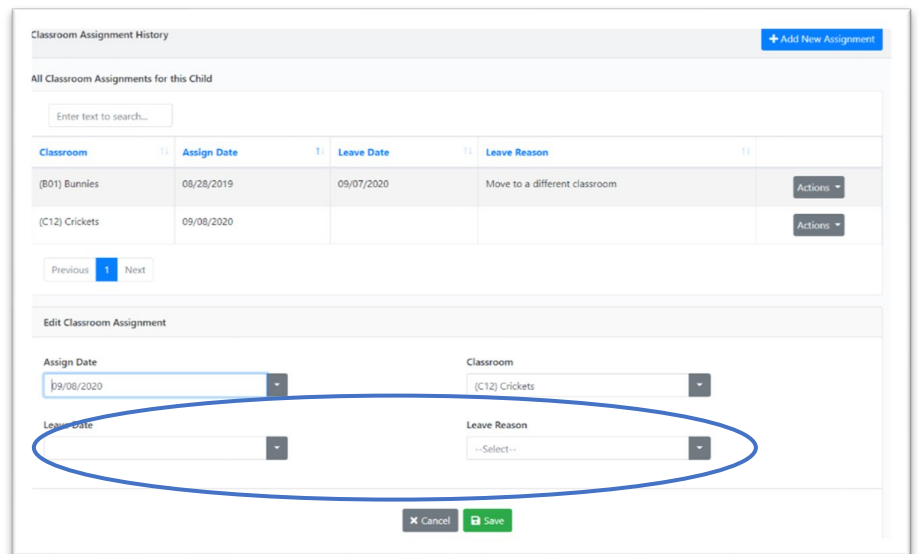 Classroom Assignment History
+ Add New Assignment
All Classroom Assignments for this Child
Enter text to search...
Classroom Assign Date Leave Date Leave Reason
(B01) Bunnies 08/28/2019 09/07/2020 Move to a different classroom Actions
(C12) Crickets 09/08/2020 Actions
Previous 1 Next
Edit Classroom Assignment
Assign Date Classroom
09/08/2020 (C12) Crickets
Leave Date Leave Reason
--Select--
Cancel Save